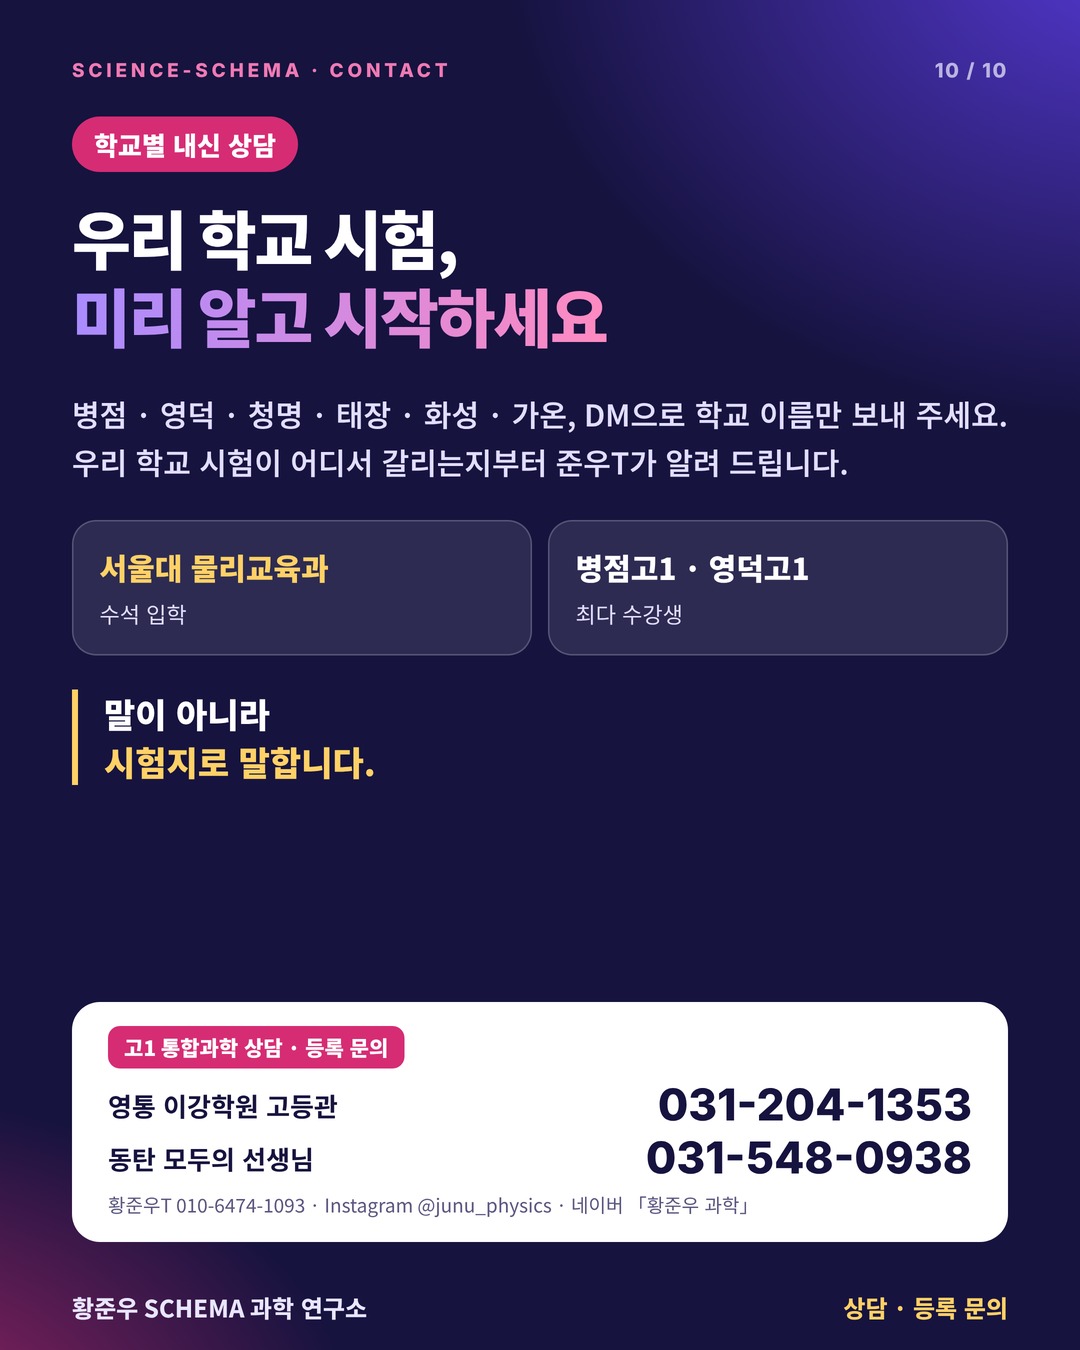 SCIENCE-SCHEMA · CONTACT
10 / 10
학교별 내신 상담
우리 학교 시험,
미리 알고 시작하세요
병점 · 영덕 · 청명 · 태장 · 화성 · 가온, DM으로 학교 이름만 보내 주세요.
우리 학교 시험이 어디서 갈리는지부터 준우T가 알려 드립니다.
서울대 물리교육과
수석 입학
병점고1 · 영덕고1
최다 수강생
말이 아니라
시험지로 말합니다.
고1 통합과학 상담 · 등록 문의
영통 이강학원 고등관 031-204-1353
동탄 모두의 선생님 031-548-0938
황준우T 010-6474-1093 · Instagram @junu_physics · 네이버 「황준우 과학」
황준우 SCHEMA 과학 연구소
상담 · 등록 문의